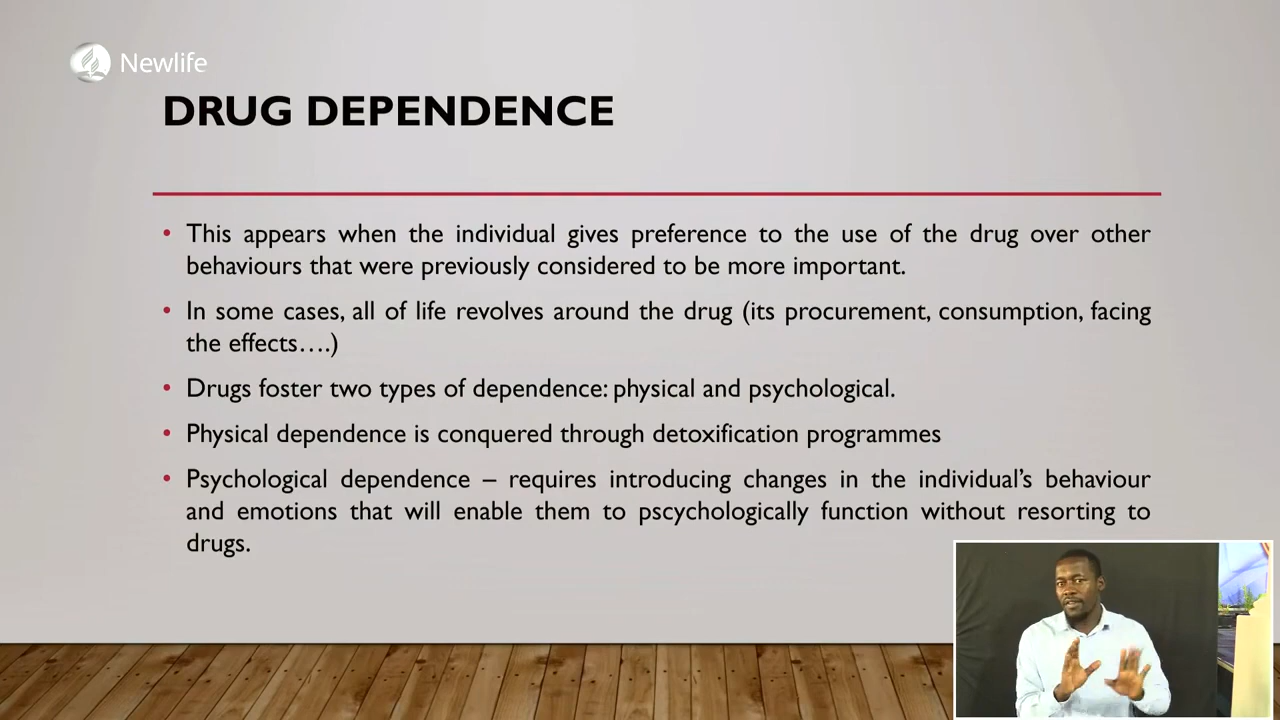 Newlife
DRUG DEPENDENCE
• This appears when the individual gives preference to the use of the drug over other
behaviours that were previously considered to be more important.
• In some cases, all of life revolves around the drug (its procurement, consumption, facing
the effects….)
• Drugs foster two types of dependence: physical and psychological.
• Physical dependence is conquered through detoxification programmes
• Psychological dependence – requires introducing changes in the individual’s behaviour
and emotions that will enable them to pscychologically function without resorting to
drugs.